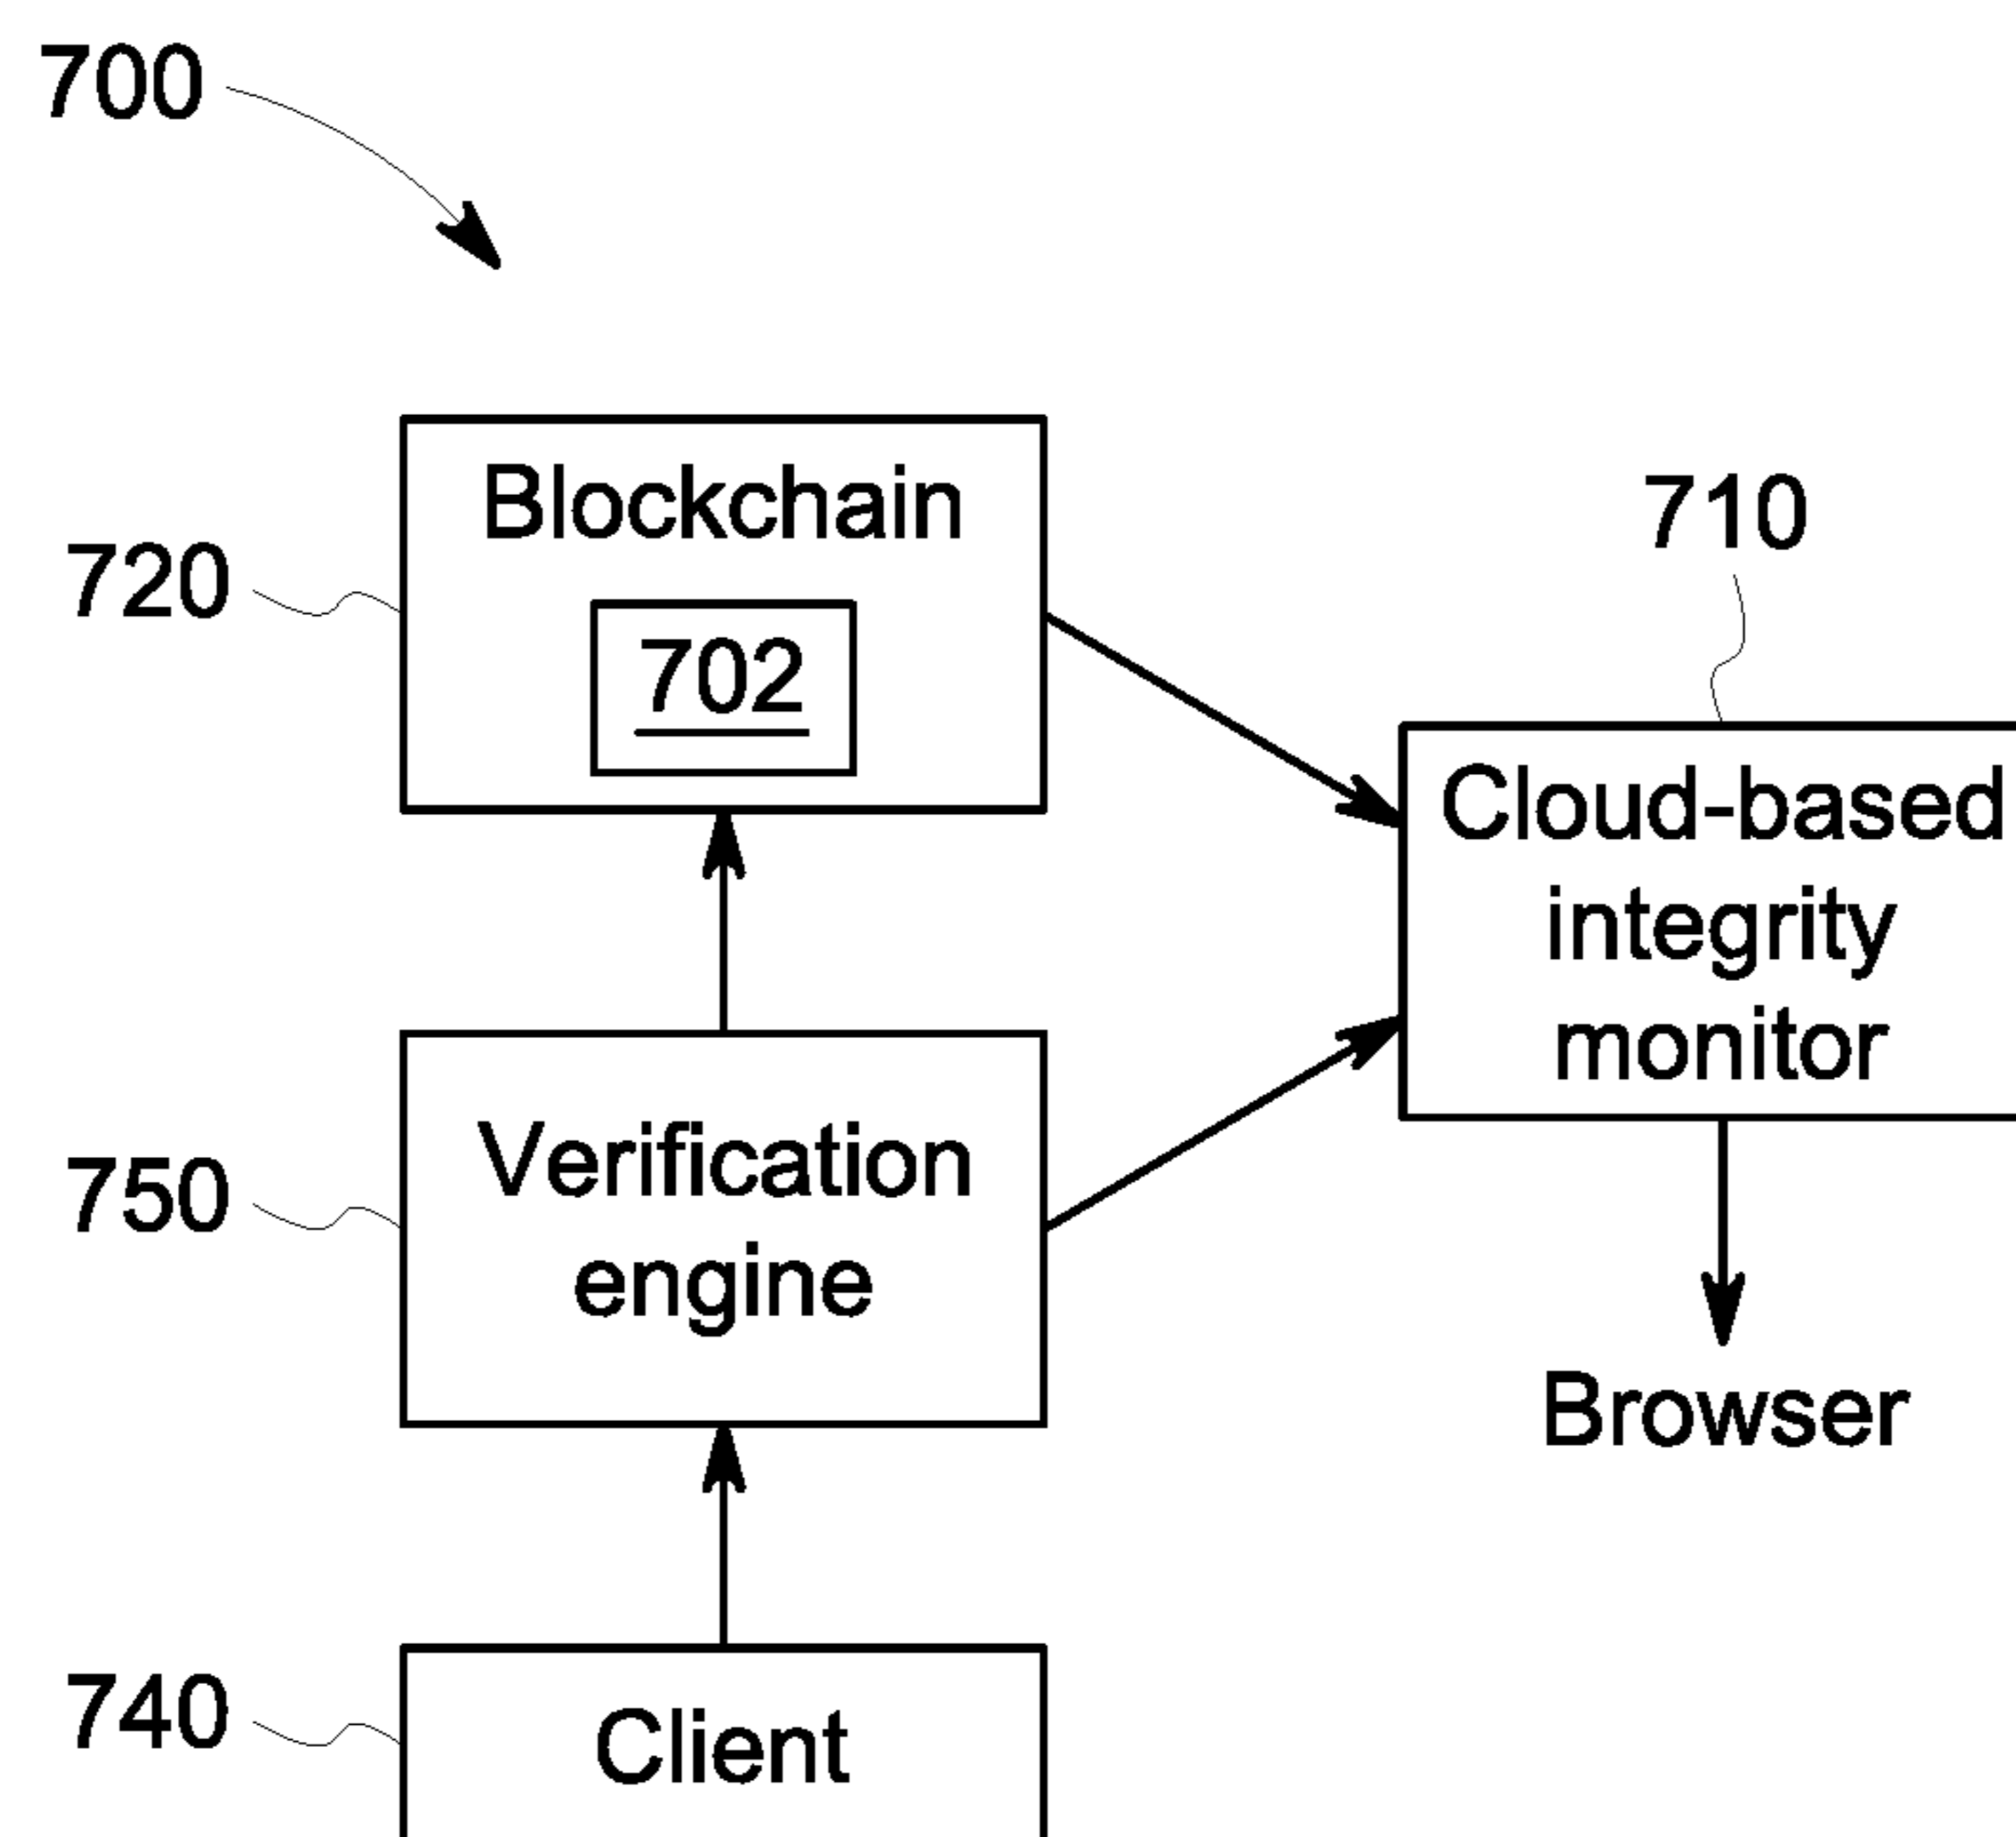 700
Blockchain
720
702
710
Cloud-based
integrity
monitor
750
Verification
engine
Browser
740
Client